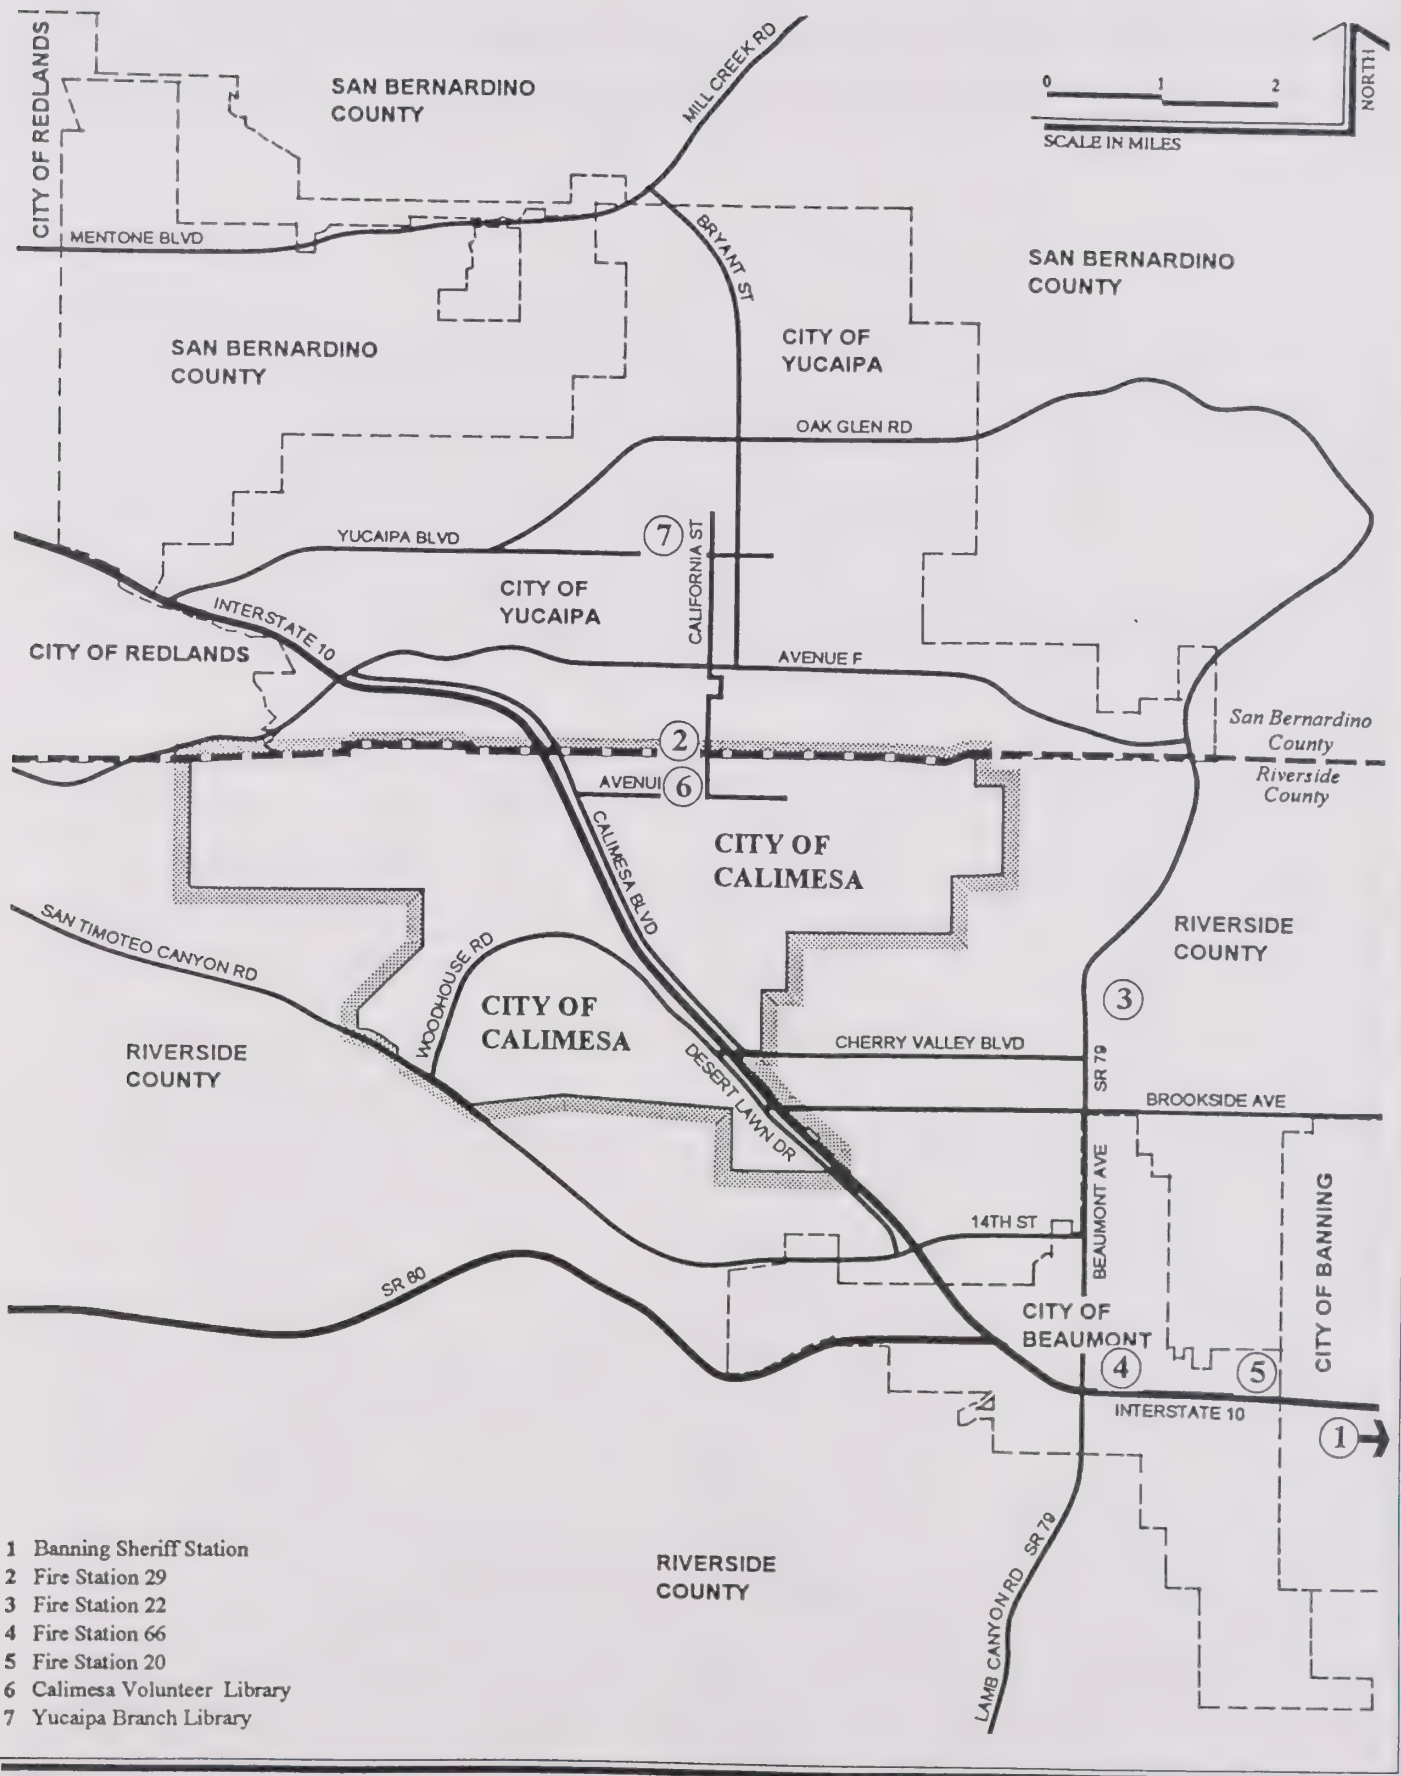 CITY OF REDLANDS
SAN BERNARDINO
COUNTY
MILL CREEK RD
0 1 2
SCALE IN MILES
NORTH
MENTONE BLVD
BRYANT ST
SAN BERNARDINO
COUNTY
SAN BERNARDINO
COUNTY
CITY OF
YUCAIPA
OAK GLEN RD
YUCAIPA BLVD
7
CALIFORNIA ST
CITY OF
YUCAIPA
INTERSTATE 10
CITY OF REDLANDS
AVENUE F
San Bernardino
County
Riverside
County
2
AVENU
6
CITY OF
CALIMESA
CALIMESA BLVD
SAN TIMOTEO CANYON RD
WOODHOUSE RD
RIVERSIDE
COUNTY
3
CITY OF
CALIMESA
RIVERSIDE
COUNTY
CHERRY VALLEY BLVD
DESERT LAWN DR
SR 79
BROOKSIDE AVE
BEAUMONT AVE
14TH ST
CITY OF BANNING
SR 60
CITY OF
BEAUMONT
4
5
INTERSTATE 10
1
LAMB CANYON RD SR 79
RIVERSIDE
COUNTY
1 Banning Sheriff Station
2 Fire Station 29
3 Fire Station 22
4 Fire Station 66
5 Fire Station 20
6 Calimesa Volunteer Library
7 Yucaipa Branch Library